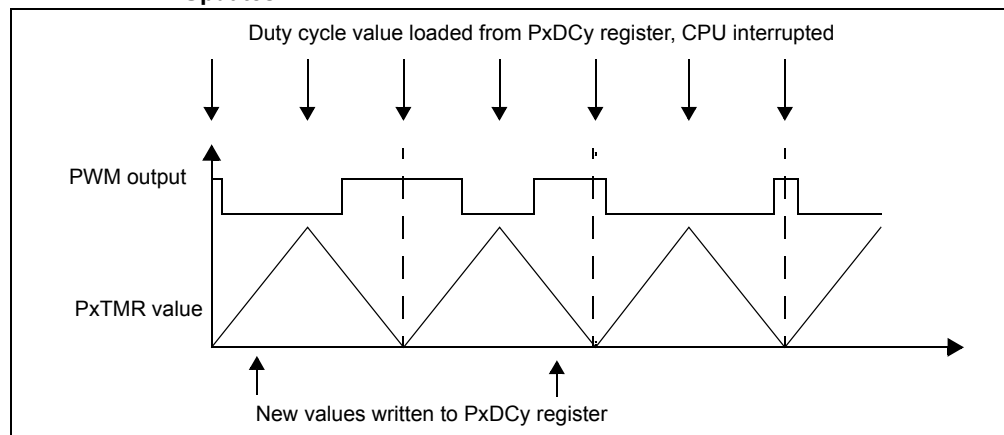 Duty cycle value loaded from PxDCy register, CPU interrupted
PWM output
PxTMR value
New values written to PxDCy register